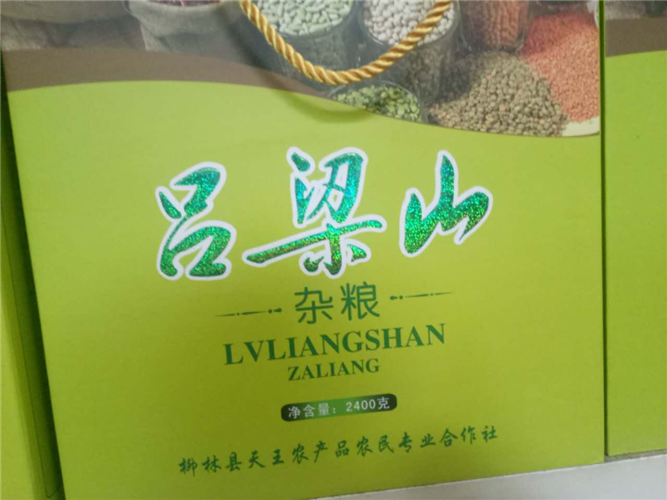 吕梁山
杂粮
LVLIANGSHAN
ZALIANG
净含量：2400克
柳林县天王农产品农民专业合作社